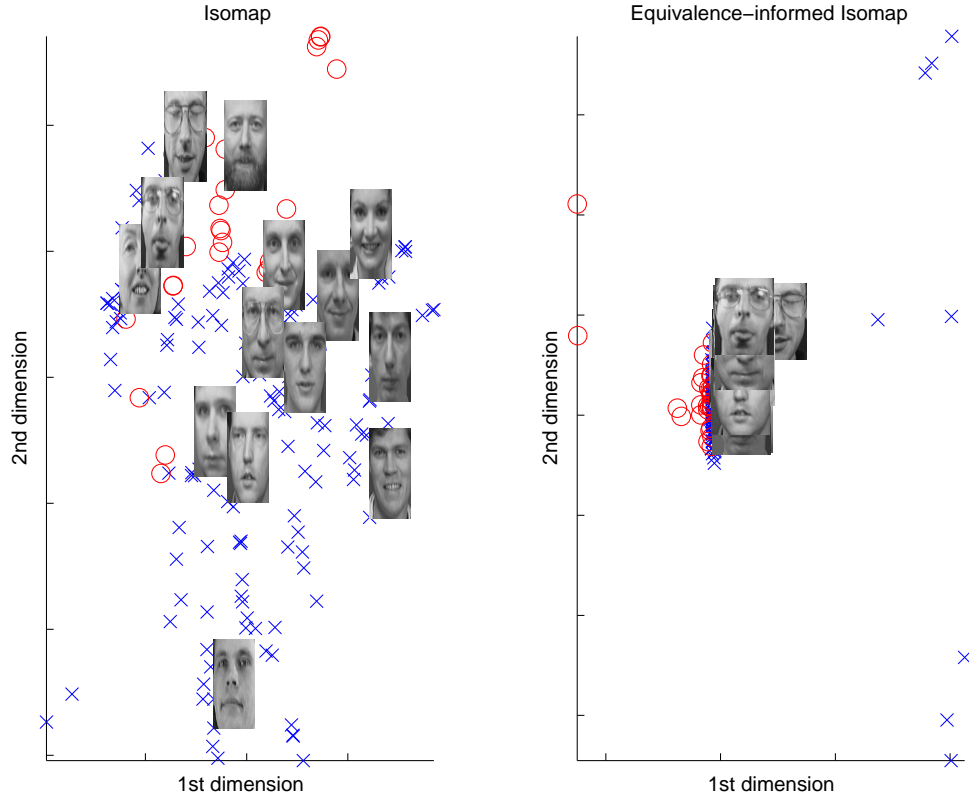 Isomap
2nd dimension
1st dimension
Equivalence−informed Isomap
2nd dimension
1st dimension